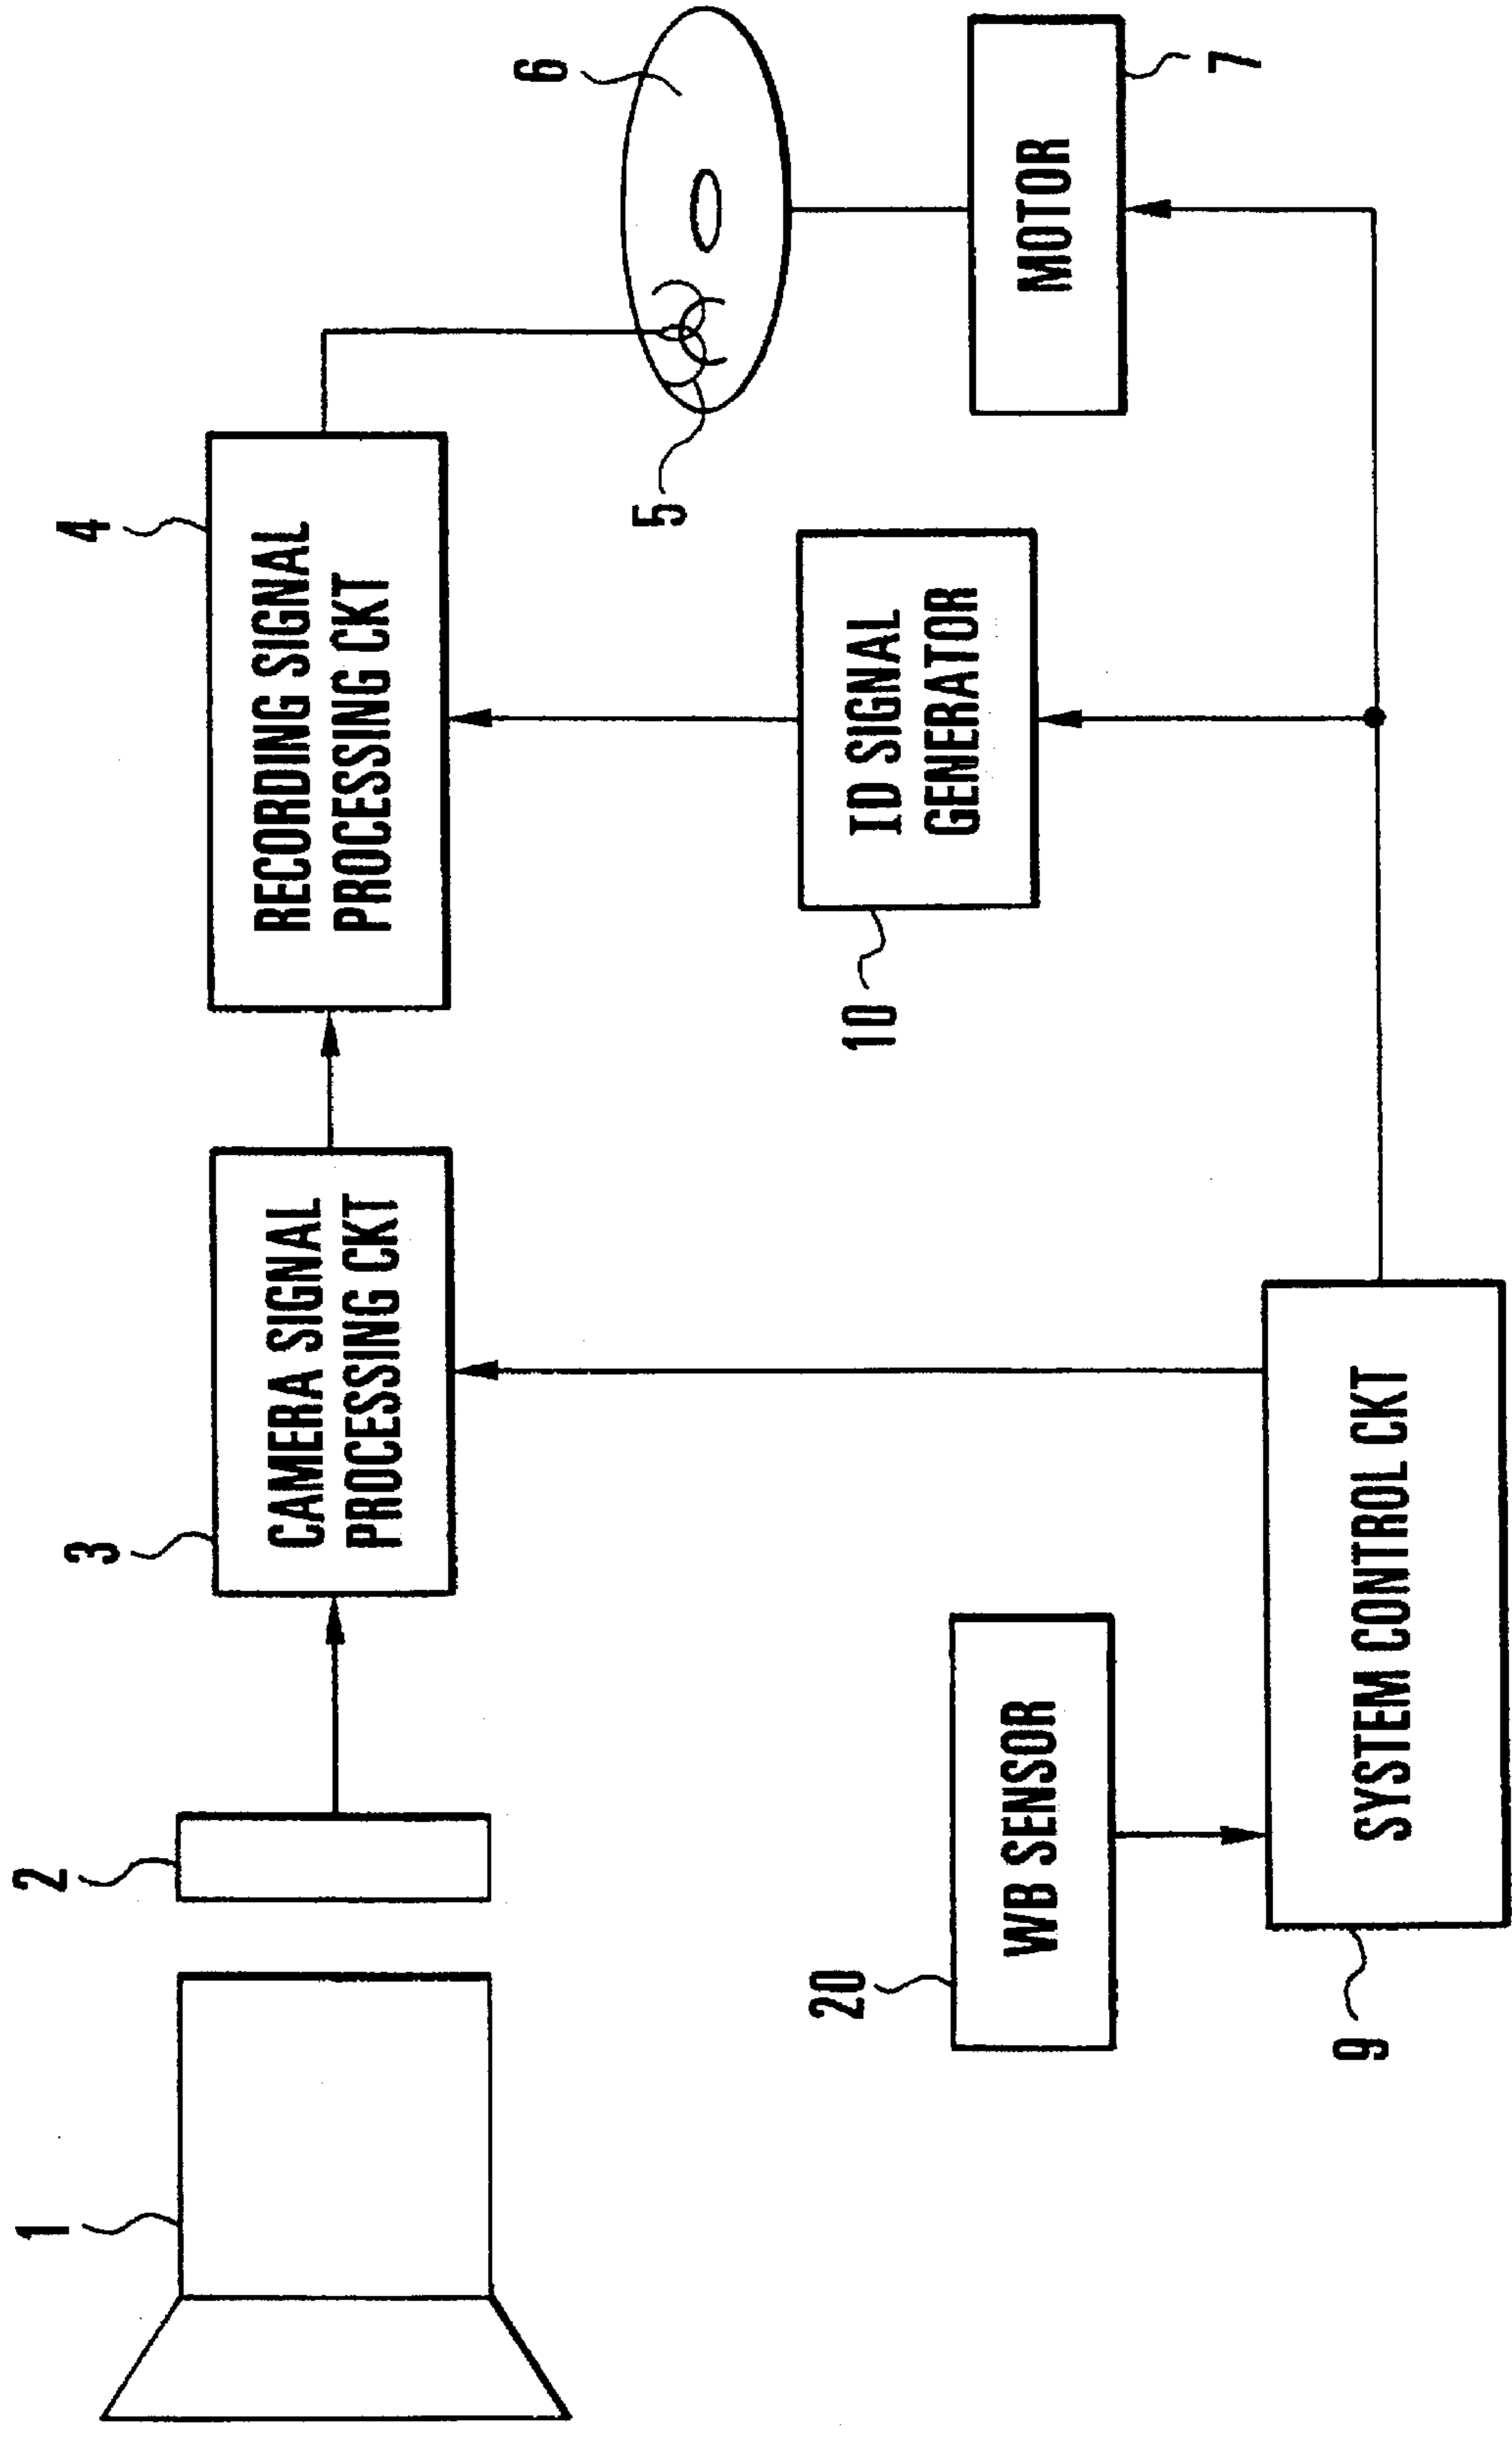 1
2
3
CAMERA SIGNAL
PROCESSING CKT
4
RECORDING SIGNAL
PROCESSING CKT
5
6
MOTOR
7
10
ID SIGNAL
GENERATOR
20
WB SENSOR
9
SYSTEM CONTROL CKT